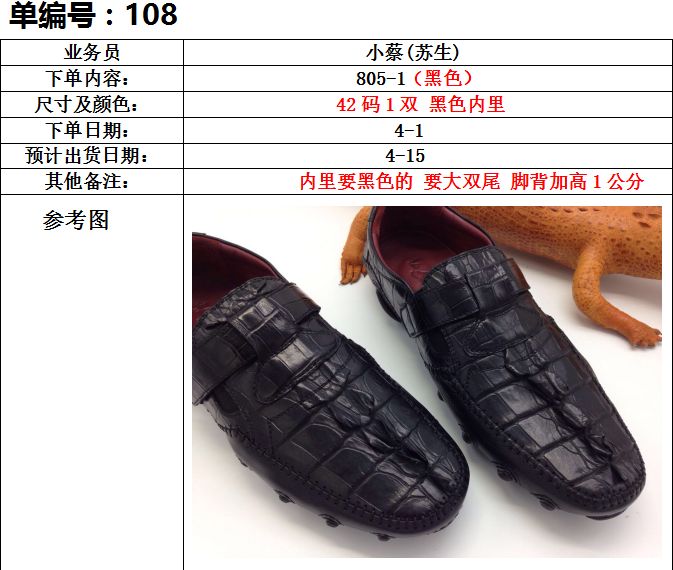 单编号：108
业务员 小蔡(苏生)
下单内容： 805-1（黑色）
尺寸及颜色： 42 码 1 双 黑色内里
下单日期： 4-1
预计出货日期： 4-15
其他备注： 内里要黑色的 要大双尾 脚背加高 1 公分
参考图